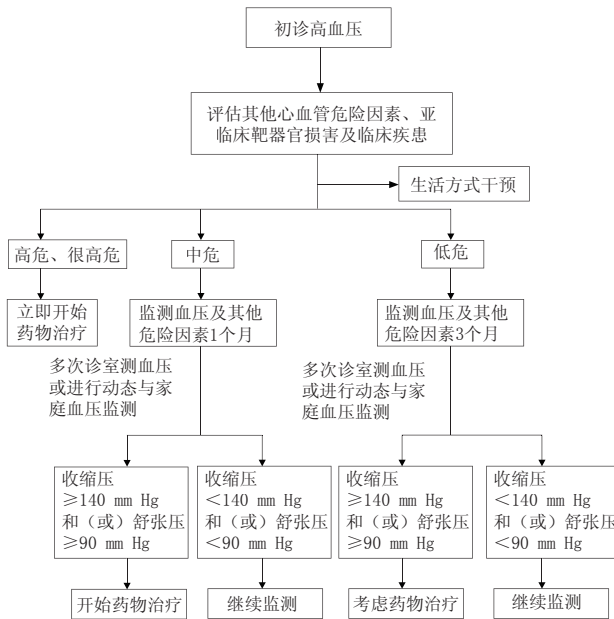 初诊高血压
评估其他心血管危险因素、亚
临床靶器官损害及临床疾患
生活方式干预
高危、很高危
中危
低危
立即开始
药物治疗
监测血压及其他
危险因素1个月
监测血压及其他
危险因素3个月
多次诊室测血压
或进行动态与家
庭血压监测
多次诊室测血压
或进行动态与家
庭血压监测
收缩压
≥140 mm Hg
和（或）舒张压
≥90 mm Hg
收缩压
<140 mm Hg
和（或）舒张压
<90 mm Hg
收缩压
≥140 mm Hg
和（或）舒张压
≥90 mm Hg
收缩压
<140 mm Hg
和（或）舒张压
<90 mm Hg
开始药物治疗
继续监测
考虑药物治疗
继续监测